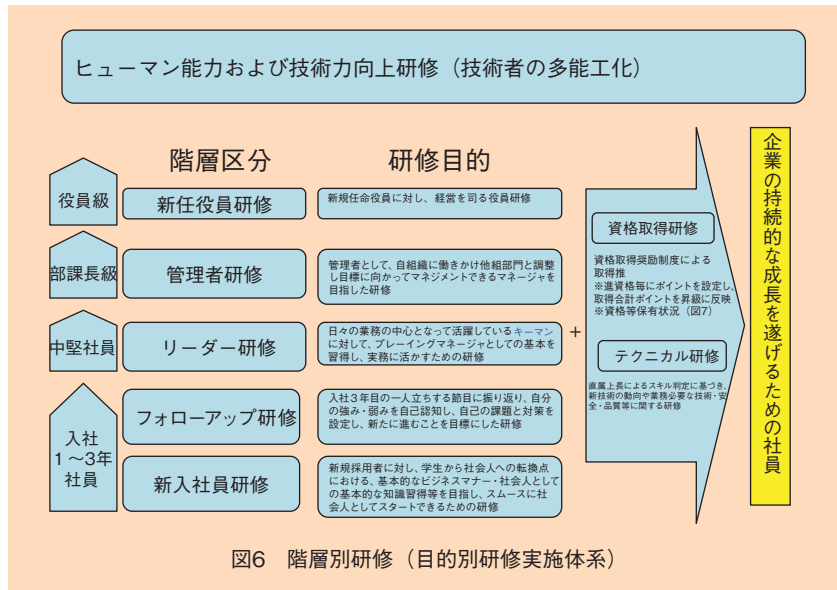 ヒューマン能力および技術力向上研修（技術者の多能工化）
階層区分
研修目的
役員級
新任役員研修
新規任命役員に対し、経営を司る役員研修
部課長級
管理者研修
管理者として、自組織に働きかけ他組部門と調整
し目標に向かってマネジメントできるマネージャを
目指した研修
中堅社員
リーダー研修
日々の業務の中心となって活躍しているキーマン
に対して、プレーイングマネージャとしての基本を
習得し、実務に活かすための研修
入社
1～3年
社員
フォローアップ研修
入社３年目の一人立ちする節目に振り返り、自分
の強み・弱みを自己認知し、自己の課題と対策を
設定し、新たに進むことを目標にした研修
新入社員研修
新規採用者に対し、学生から社会人への転換点
における、基本的なビジネスマナー・社会人として
の基本的な知識習得等を目指し、スムースに社
会人としてスタートできるための研修
+
資格取得研修
資格取得奨励制度による
取得推
※進資格毎にポイントを設定し、
取得合計ポイントを昇級に反映
※資格等保有状況（図7）
テクニカル研修
直属上長によるスキル判定に基づき、
新技術の動向や業務必要な技術・安
全・品質等に関する研修
企業の持続的な成長を遂げるための社員
図6　階層別研修（目的別研修実施体系）